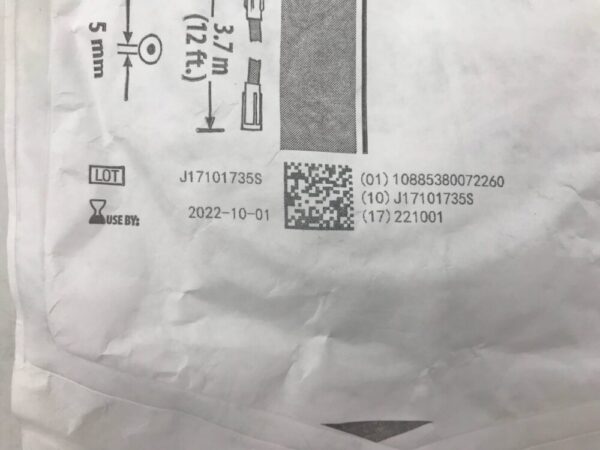 5 mm
3.7 m
(12 ft.)
LOT J17101735S
USE BY: 2022-10-01
(01) 10885380072260
(10) J17101735S
(17) 221001